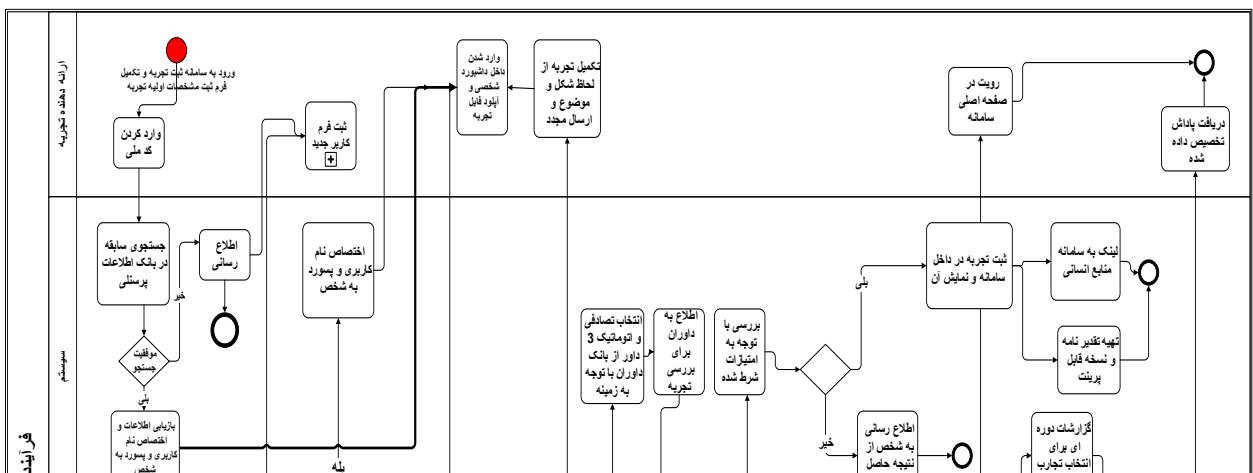 ارائه دهنده تجربه
ورود به سامانه ثبت تجربه و تکمیل
فرم ثبت مشخصات اولیه تجربه
وارد کردن
کد ملی
ثبت فرم
کاربر جدید
وارد شدن
داخل داشبورد
شخصی و
آپلود فایل
تجربه
تکمیل تجربه از
لحاظ شکل و
موضوع و
ارسال مجدد
رویت در
صفحه اصلی
سامانه
دریافت پاداش
تخصیص داده
شده
سیستم
جستجوی سابقه
در بانک اطلاعات
پرسنلی
اطلاع
رسانی
خیر
موفقیت
جستجو
بلی
بازیابی اطلاعات و
اختصاص نام
کاربری و پسورد به
شخص
اختصاص نام
کاربری و پسورد
به شخص
بله
انتخاب تصادفی
و اتوماتیک 3
داور از بانک
داوران با توجه
به زمینه
اطلاع به
داوران
برای
بررسی
تجربه
بررسی با
توجه به
امتیازات
شرط شده
بلی
خیر
اطلاع رسانی
به شخص از
نتیجه حاصل
ثبت تجربه در داخل
سامانه و نمایش آن
لینک به سامانه
منابع انسانی
تهیه تقدیر نامه
و نسخه قابل
پرینت
گزارشات دوره
ای برای
انتخاب تجارب
فرآیند